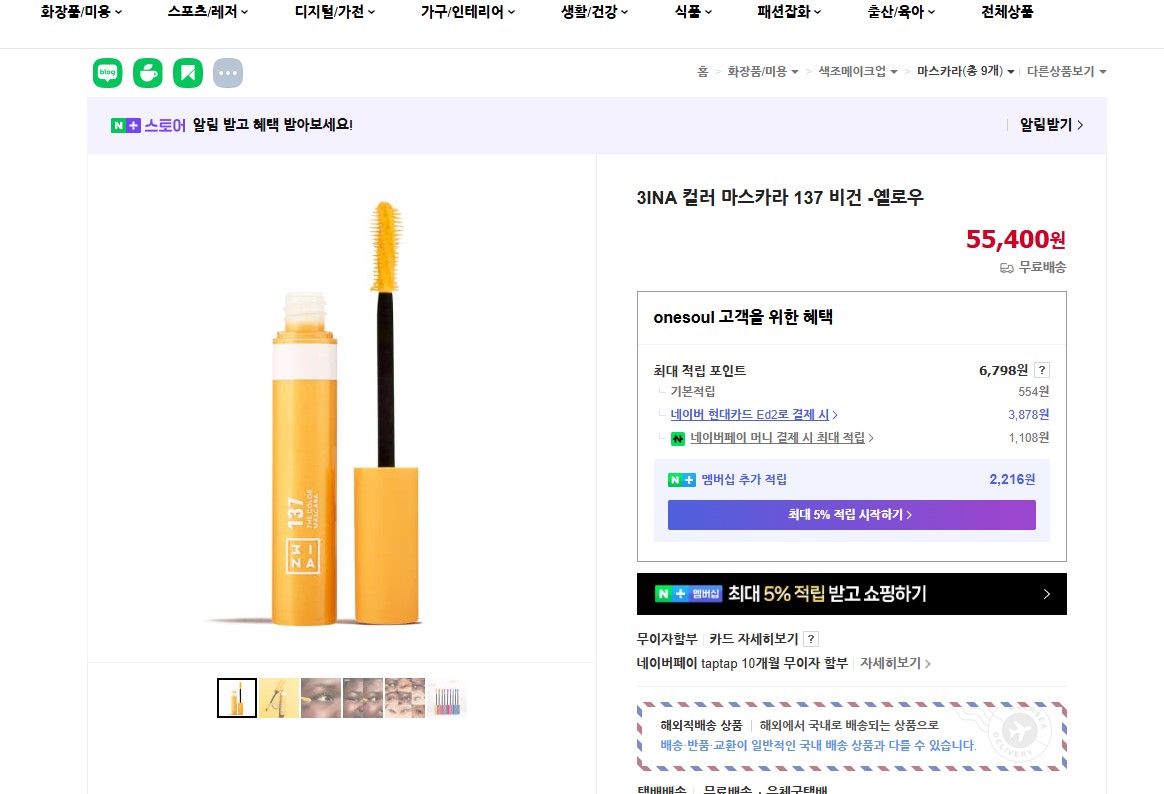 화장품/미용 스포츠/레저 디지털/가전 가구/인테리어 생활/건강 식품 패션잡화 출산/육아 전체상품
blog
홈 > 화장품/미용 > 색조메이크업 > 마스카라(총 9개) 다른상품보기
N+ 스토어 알림 받고 혜택 받아보세요! 알림받기 >
3INA 컬러 마스카라 137 비건 -옐로우
55,400원
무료배송
onesoul 고객을 위한 혜택
최대 적립 포인트 6,798원 ?
기본적립 554원
네이버 현대카드 Ed2로 결제 시 > 3,878원
N 네이버페이 머니 결제 시 최대 적립 > 1,108원
N+ 멤버십 추가 적립 2,216원
최대 5% 적립 시작하기 >
137
THE COLOR
MASCARA
3INA
N+ 멤버십 최대 5% 적립 받고 쇼핑하기 >
무이자할부 카드 자세히보기 ?
네이버페이 taptap 10개월 무이자 할부 자세히보기 >
해외직배송 상품 | 해외에서 국내로 배송되는 상품으로
배송·반품·교환이 일반적인 국내 배송 상품과 다를 수 있습니다.
DELIVERY
택배배송 무료배송 · 우체국택배